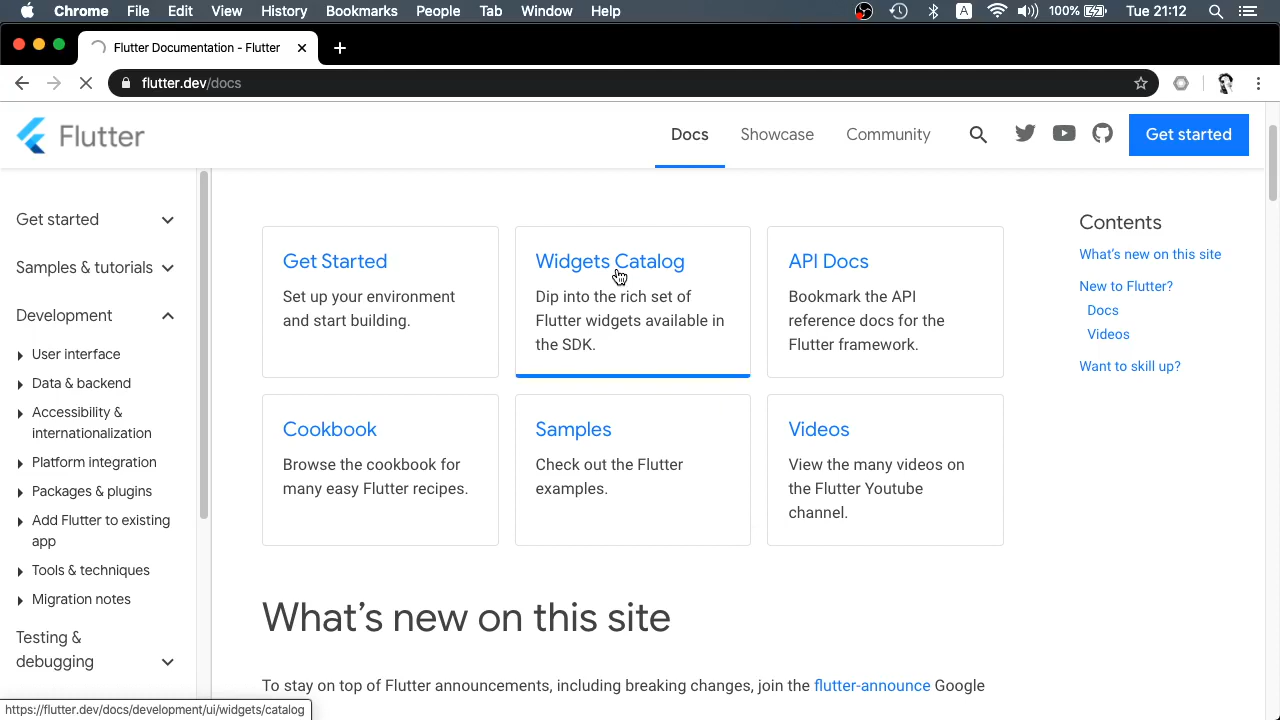 Chrome File Edit View History Bookmarks People Tab Window Help A 100% Tue 21:12
Flutter Documentation - Flutter
flutter.dev/docs
Flutter Docs Showcase Community Get started
Get started
Samples & tutorials
Development
User interface
Data & backend
Accessibility &
internationalization
Platform integration
Packages & plugins
Add Flutter to existing
app
Tools & techniques
Migration notes
Testing &
debugging
Get Started
Set up your environment
and start building.
Widgets Catalog
Dip into the rich set of
Flutter widgets available in
the SDK.
API Docs
Bookmark the API
reference docs for the
Flutter framework.
Cookbook
Browse the cookbook for
many easy Flutter recipes.
Samples
Check out the Flutter
examples.
Videos
View the many videos on
the Flutter Youtube
channel.
What's new on this site
To stay on top of Flutter announcements, including breaking changes, join the flutter-announce Google
Contents
What's new on this site
New to Flutter?
Docs
Videos
Want to skill up?
https://flutter.dev/docs/development/ui/widgets/catalog